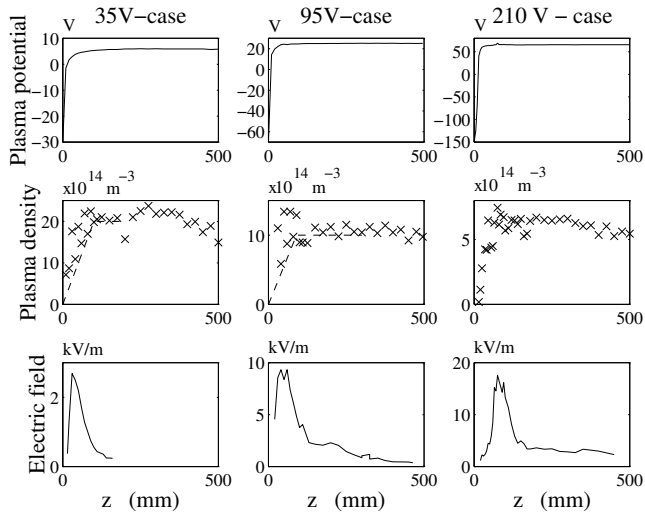 35V-case 95V-case 210 V - case
Plasma potential
V
10
0
-10
-20
-30
0 500
V
20
0
-20
-40
-60
0 500
V
50
0
-50
-100
-150
0 500
Plasma density
x10^14 m^-3
20
10
0
0 500
x10^14 m^-3
10
0
0 500
x10^14 m^-3
5
0
0 500
Electric field
kV/m
2
0
0 500
kV/m
10
5
0
0 500
kV/m
20
10
0
0 500
z (mm) z (mm) z (mm)